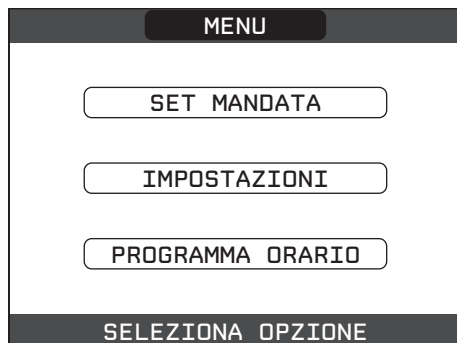 MENU
SET MANDATA
IMPOSTAZIONI
PROGRAMMA ORARIO
SELEZIONA OPZIONE